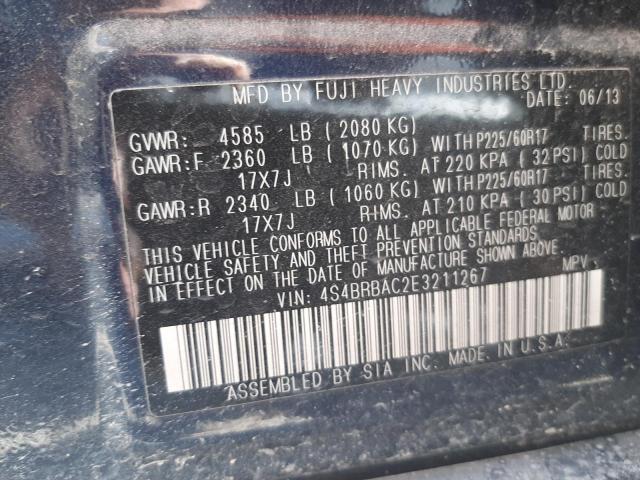 MFD BY FUJI HEAVY INDUSTRIES LTD.
DATE: 06/13
GVWR: 4585 LB (2080 KG)
GAWR:F 2360 LB (1070 KG) WITH P225/60R17 TIRES.
17X7J RIMS. AT 220 KPA (32 PSI) COLD
GAWR:R 2340 LB (1060 KG) WITH P225/60R17 TIRES.
17X7J RIMS. AT 210 KPA (30 PSI) COLD
THIS VEHICLE CONFORMS TO ALL APPLICABLE FEDERAL MOTOR
VEHICLE SAFETY AND THEFT PREVENTION STANDARDS
IN EFFECT ON THE DATE OF MANUFACTURE SHOWN ABOVE.
VIN: 4S4BRBAC2E3211267 MPV
ASSEMBLED BY SIA INC. MADE IN U.S.A.